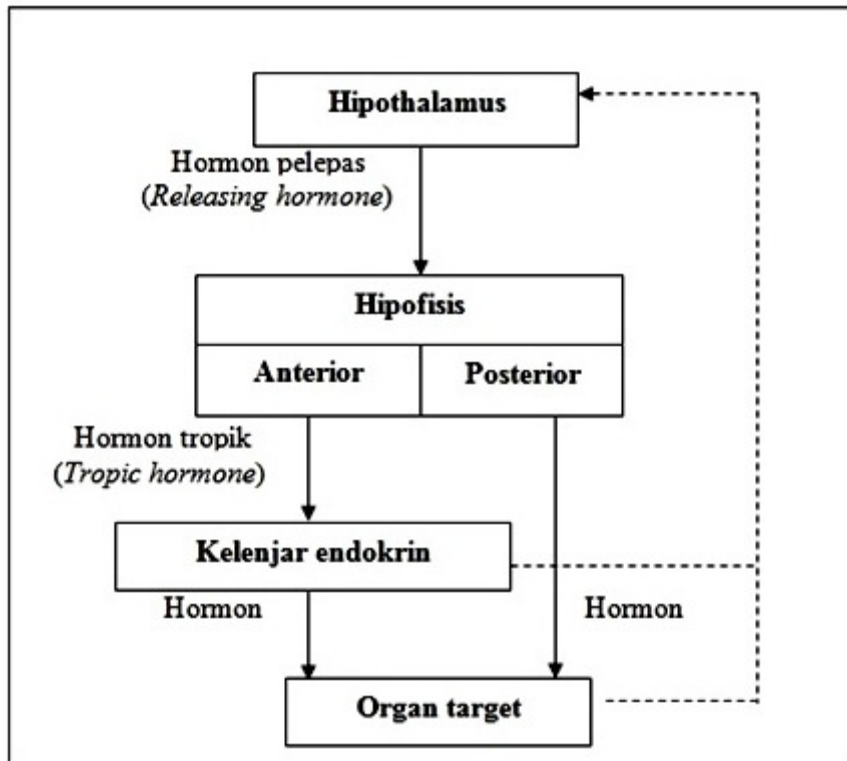 Hipothalamus
Hormon pelepas
(Releasing hormone)
Hipofisis
Anterior
Posterior
Hormon tropik
(Tropic hormone)
Kelenjar endokrin
Hormon
Hormon
Organ target